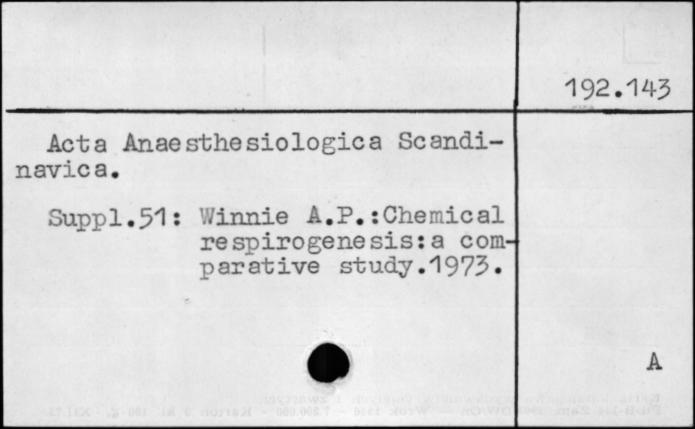 192.143
Acta Anaesthesiologica Scandi-
navica.
Suppl.51: Winnie A.P.:Chemical
respirogenesis:a com-
parative study.1973.
A